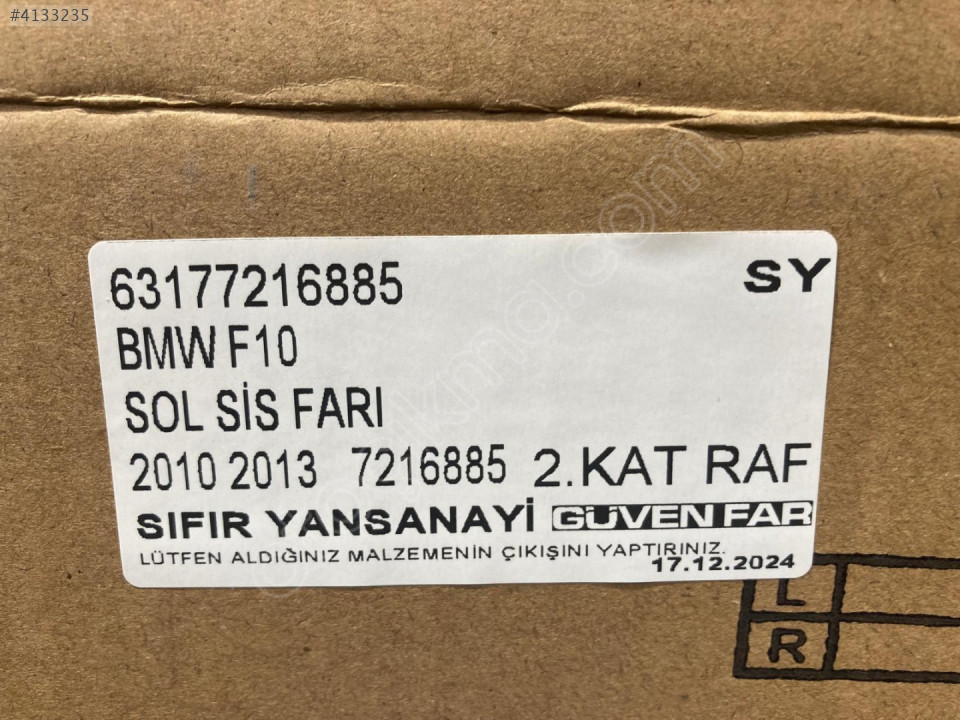 #4133235
63177216885 SY
BMW F10
SOL SİS FARI
2010 2013 7216885 2.KAT RAF
SIFIR YANSANAYİ GÜVEN FAR
LÜTFEN ALDIĞINIZ MALZEMENİN ÇIKIŞINI YAPTIRINIZ.
17.12.2024
L
R